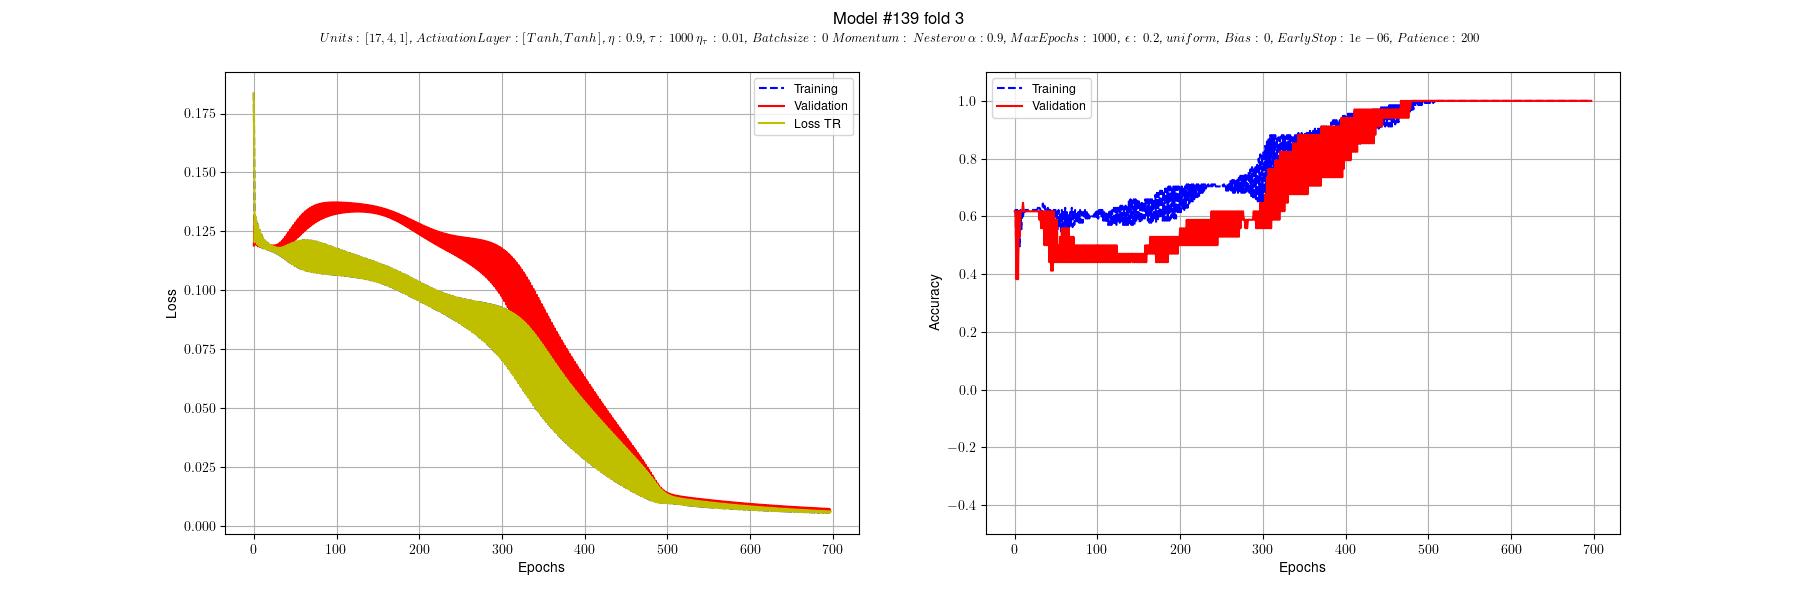 Model #139 fold 3
Units : [17, 4, 1], ActivationLayer : [Tanh, Tanh], η : 0.9, τ : 1000 η_τ : 0.01, Batchsize : 0 Momentum : Nesterov α : 0.9, MaxEpochs : 1000, ϵ : 0.2, uniform, Bias : 0, EarlyStop : 1e − 06, Patience : 200
Training
Validation
Loss TR
0.175
0.150
0.125
0.100
0.075
0.050
0.025
0.000
Loss
0 100 200 300 400 500 600 700
Epochs
Training
Validation
1.0
0.8
0.6
0.4
0.2
0.0
−0.2
−0.4
Accuracy
0 100 200 300 400 500 600 700
Epochs